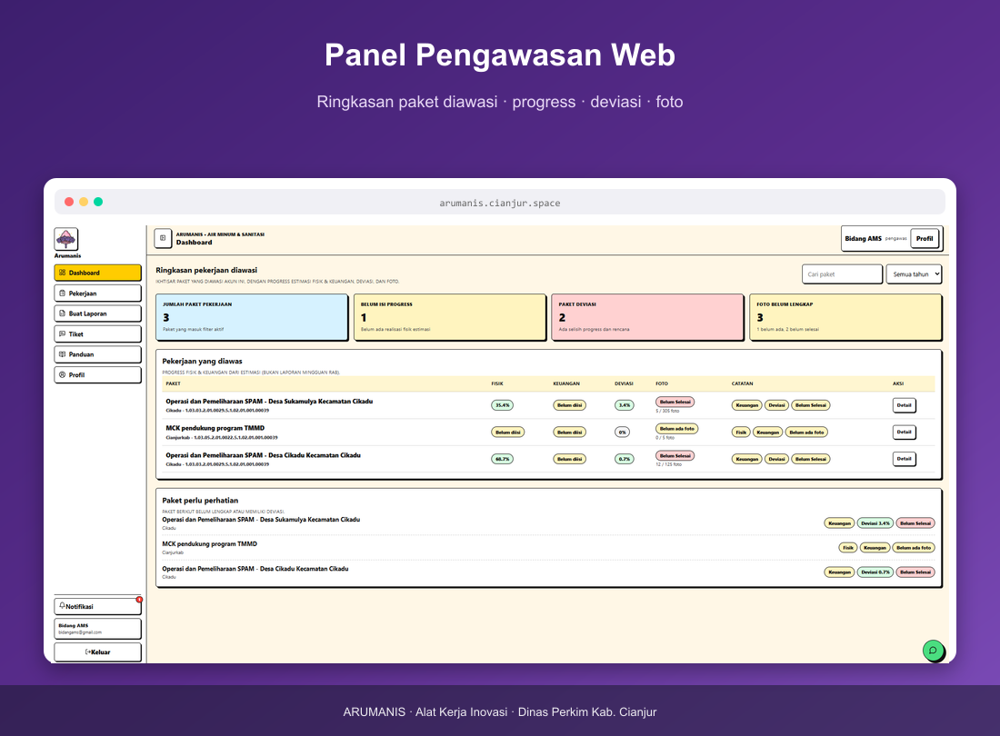 Panel Pengawasan Web
Ringkasan paket diawasi · progress · deviasi · foto
arumanis.cianjur.space
Arumanis
Dashboard
Pekerjaan
Buat Laporan
Tiket
Panduan
Profil
Notifikasi
Bidang AMS
bidangams@gmail.com
Keluar
ARUMANIS • AIR MINUM & SANITASI
Dashboard
Bidang AMS pengawas Profil
Ringkasan pekerjaan diawasi
IKHTISAR PAKET YANG DIAWASI AKUN INI, DENGAN PROGRESS ESTIMASI FISIK & KEUANGAN, DEVIASI, DAN FOTO.
Cari paket Semua tahun
JUMLAH PAKET PEKERJAAN
3
Paket yang masuk filter aktif
BELUM ISI PROGRESS
1
Belum ada realisasi fisik estimasi
PAKET DEVIASI
2
Ada selisih progress dan rencana
FOTO BELUM LENGKAP
3
1 belum ada, 2 belum selesai
Pekerjaan yang diawas
PROGRESS FISIK & KEUANGAN DARI ESTIMASI (BUKAN LAPORAN MINGGUAN RAB).
PAKET FISIK KEUANGAN DEVIASI FOTO CATATAN AKSI
Operasi dan Pemeliharaan SPAM - Desa Sukamulya Kecamatan Cikadu 35.4% Belum diisi 3.4% Belum Selesai Keuangan Deviasi Belum Selesai Detail
Cikadu - 1.03.03.2.01.0029.5.1.02.01.001.00039 5 / 305 foto
MCK pendukung program TMMD Belum diisi Belum diisi 0% Belum ada foto Fisik Keuangan Belum ada foto Detail
Cianjurkab - 1.03.05.2.01.0022.5.1.02.01.001.00039 0 / 5 foto
Operasi dan Pemeliharaan SPAM - Desa Cikadu Kecamatan Cikadu 68.7% Belum diisi 0.7% Belum Selesai Keuangan Deviasi Belum Selesai Detail
Cikadu - 1.03.03.2.01.0029.5.1.02.01.001.00039 12 / 125 foto
Paket perlu perhatian
PAKET BERIKUT BELUM LENGKAP ATAU MEMILIKI DEVIASI.
Operasi dan Pemeliharaan SPAM - Desa Sukamulya Kecamatan Cikadu Keuangan Deviasi 3.4% Belum Selesai
Cikadu
MCK pendukung program TMMD Fisik Keuangan Belum ada foto
Cianjurkab
Operasi dan Pemeliharaan SPAM - Desa Cikadu Kecamatan Cikadu Keuangan Deviasi 0.7% Belum Selesai
Cikadu
ARUMANIS · Alat Kerja Inovasi · Dinas Perkim Kab. Cianjur